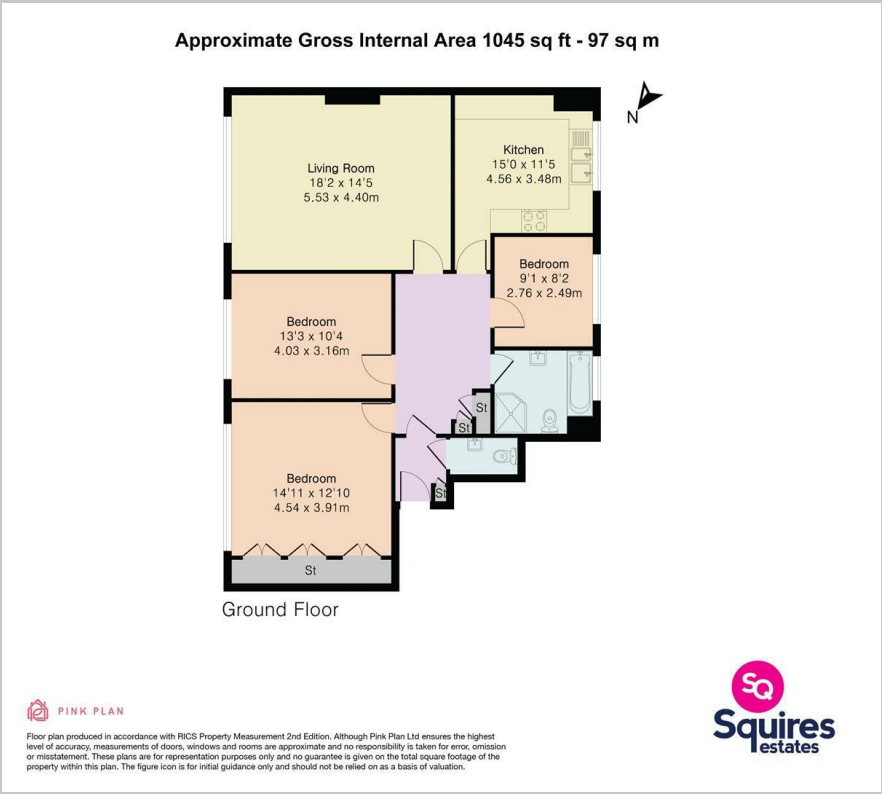 Approximate Gross Internal Area 1045 sq ft - 97 sq m
N
Living Room
18'2 x 14'5
5.53 x 4.40m
Kitchen
15'0 x 11'5
4.56 x 3.48m
Bedroom
9'1 x 8'2
2.76 x 2.49m
Bedroom
13'3 x 10'4
4.03 x 3.16m
St
St
Bedroom
14'11 x 12'10
4.54 x 3.91m
St
St
Ground Floor
PINK PLAN
Floor plan produced in accordance with RICS Property Measurement 2nd Edition. Although Pink Plan Ltd ensures the highest
level of accuracy, measurements of doors, windows and rooms are approximate and no responsibility is taken for error, omission
or misstatement. These plans are for representation purposes only and no guarantee is given on the total square footage of the
property within this plan. The figure icon is for initial guidance only and should not be relied on as a basis of valuation.
SQ
Squires
estates